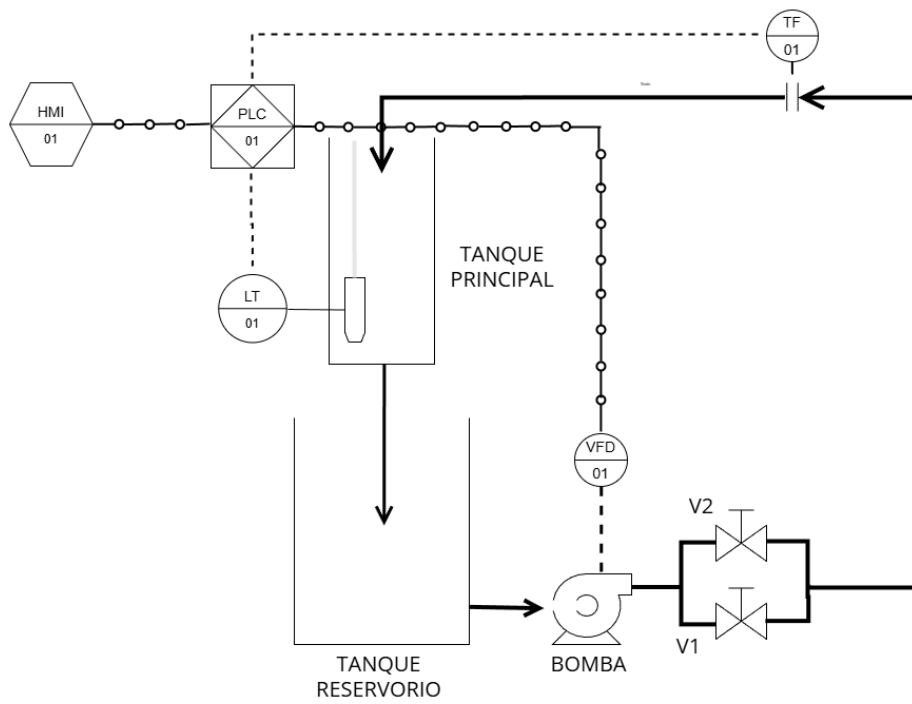 TF
01
HMI
01
PLC
01
TANQUE
PRINCIPAL
LT
01
VFD
01
V2
V1
TANQUE
RESERVORIO
BOMBA